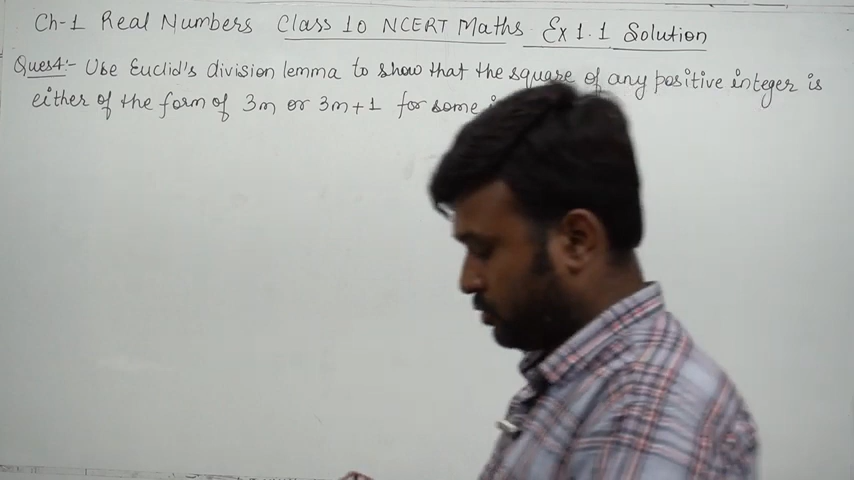 Ch-1 Real Numbers Class 10 NCERT Maths Ex 1.1 Solution
Ques4:- Use Euclid's division lemma to show that the square of any positive integer is
either of the form of 3m or 3m+1 for some